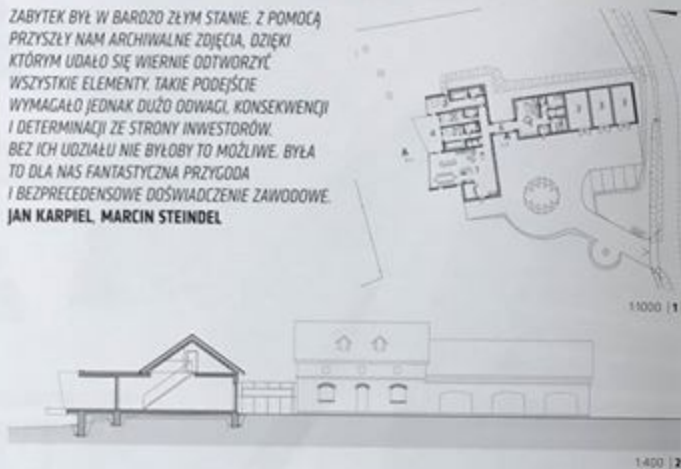 ZABYTEK BYŁ W BARDZO ZŁYM STANIE. Z POMOCĄ
PRZYSZŁY NAM ARCHIWALNE ZDJĘCIA, DZIĘKI
KTÓRYM UDAŁO SIĘ WIERNIE ODTWORZYĆ
WSZYSTKIE ELEMENTY. TAKIE PODEJŚCIE
WYMAGAŁO JEDNAK DUŻO ODWAGI, KONSEKWENCJI
I DETERMINACJI ZE STRONY INWESTORÓW.
BEZ ICH UDZIAŁU NIE BYŁOBY TO MOŻLIWE. BYŁA
TO DLA NAS FANTASTYCZNA PRZYGODA
I BEZPRECEDENSOWE DOŚWIADCZENIE ZAWODOWE.
JAN KARPIEL, MARCIN STEINDEL
1:1000 | 1
1:400 | 2